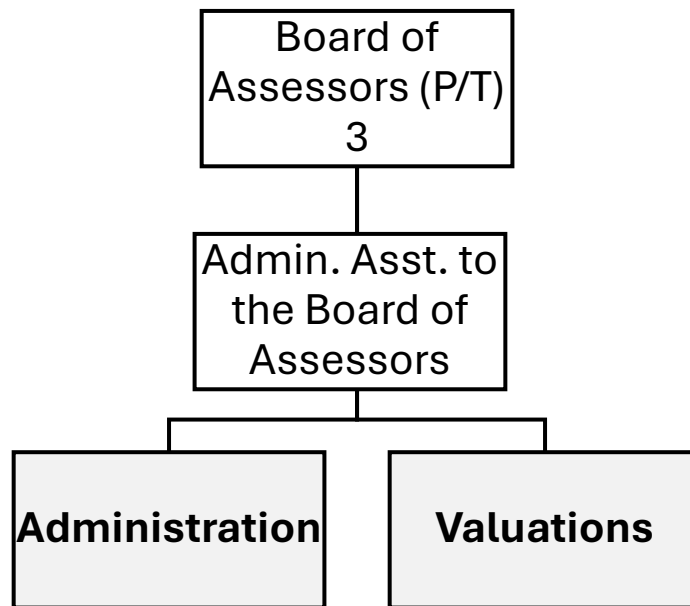 Board of
Assessors (P/T)
3
Admin. Asst. to
the Board of
Assessors
Administration
Valuations